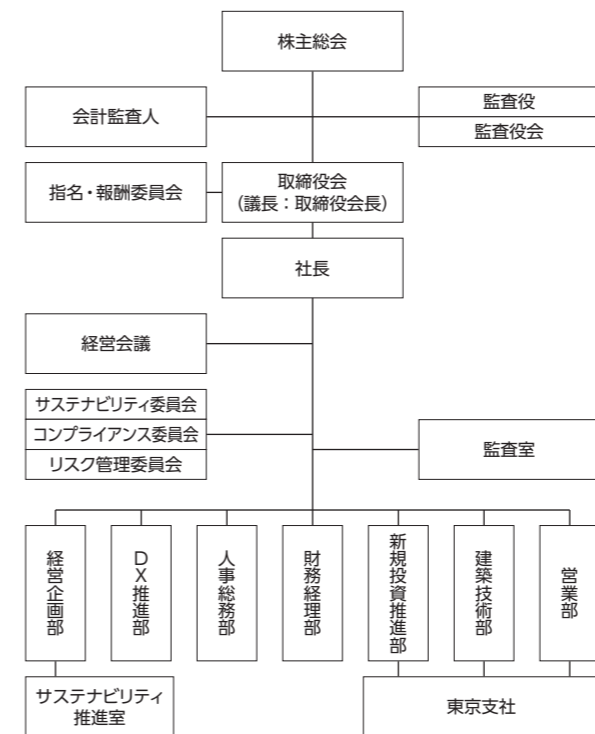 株主総会
会計監査人
監査役
監査役会
指名・報酬委員会
取締役会
(議長：取締役会長)
社長
経営会議
サステナビリティ委員会
コンプライアンス委員会
リスク管理委員会
監査室
経営企画部
DX推進部
人事総務部
財務経理部
新規投資推進部
建築技術部
営業部
サステナビリティ
推進室
東京支社